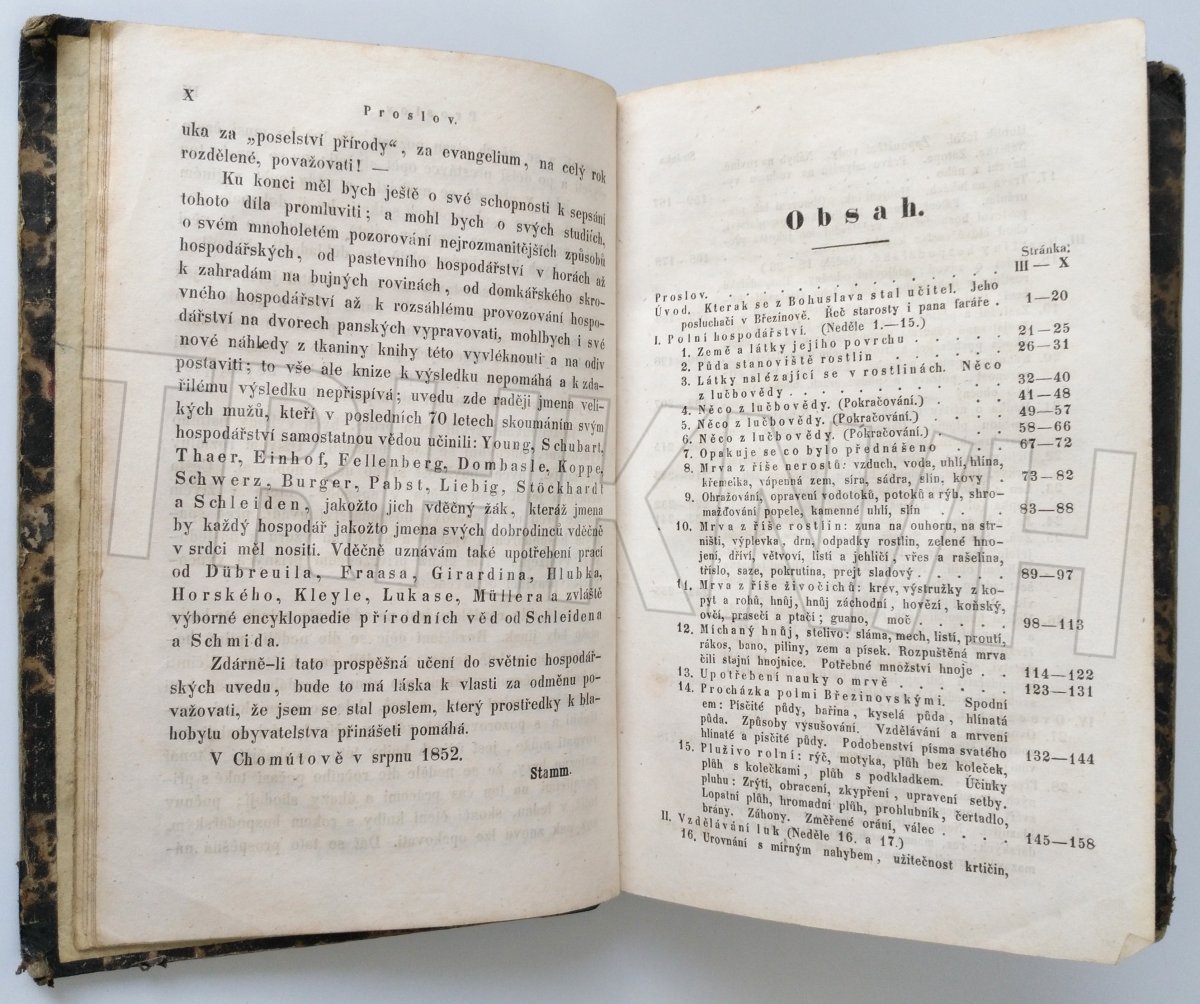 X
Proslov.
uka za „poselství přírody“, za evangelium, na celý rok
rozdělené, považovati! —
Ku konci měl bych ještě o své schopnosti k sepsání
tohoto díla promluviti; a mohl bych o svých studiích,
o svém mnoholetém pozorování nejrozmanitějších způsobů
hospodářských, od pastevního hospodářství v horách až
k zahradám na bujných rovinách, od domkářského skro-
vného hospodářství až k rozsáhlému provozování hospo-
dářství na dvorech panských vypravovati, mohlbych i své
nové náhledy z tkaniny knihy této vyvléknouti a na odiv
postaviti; to vše ale knize k výsledku nepomáhá a k zda-
řilému výsledku nepřispívá; uvedu zde raději jmena veli-
kých mužů, kteří v posledních 70 letech skoumáním svým
hospodářství samostatnou vědou učinili: Young, Schubart,
Thaer, Einhof, Fellenberg, Dombasle, Koppe,
Schwerz, Burger, Pabst, Liebig, Stöckhardt
a Schleiden, jakožto jich vděčný žák, kteráž jmena
by každý hospodář jakožto jmena svých dobrodinců vděčně
v srdci měl nositi. Vděčně uznávám také upotřebení prací
od Dübreuila, Fraasa, Girardina, Hlubka,
Horského, Kleyle, Lukase, Müllera a zvláště
výborné encyklopaedie přírodních věd od Schleidena
a Schmida.
Zdárně-li tato prospěšná učení do světnic hospodář-
ských uvedu, bude to má láska k vlasti za odměnu po-
važovati, že jsem se stal poslem, který prostředky k bla-
hobytu obyvatelstva přinášeti pomáhá.
V Chomútově v srpnu 1852.
Stamm.
Obsah.
Stránka:
Proslov. . . . . . . . . . . . III — X
Úvod. Kterak se z Bohuslava stal učitel. Jeho
posluchači v Březinově. Řeč starosty i pana faráře . 1—20
I. Polní hospodářství. (Neděle 1.—15.)
1. Země a látky jejího povrchu . . . . . 21—25
2. Půda stanoviště rostlin . . . . . . 26—31
3. Látky nalézající se v rostlinách. Něco
z lučbovědy . . . . . . . . . 32—40
4. Něco z lučbovědy. (Pokračování.) . . . . 41—48
5. Něco z lučbovědy. (Pokračování.) . . . . 49—57
6. Něco z lučbovědy. (Pokračování.) . . . . 58—66
7. Opakuje se co bylo přednášeno . . . 67—72
8. Mrva z říše nerostů: vzduch, voda, uhlí, hlína,
křemelka, vápenná zem, síra, sádra, slín, kovy . 73—82
9. Ohražování, opravení vodotoků, potoků a rýh, shro-
mažďování popele, kamenné uhlí, slín . . . . 83—88
10. Mrva z říše rostlin: zuna na ouhoru, na str-
ništi, výplevka, drn, odpadky rostlin, zelené hno-
jení, dříví, větvoví, listí a jehličí, vřes a rašelina,
tříslo, saze, pokrutina, prejt sladový . . . . . 89—97
11. Mrva z říše živočichů: krev, výstružky z ko-
pyt a rohů, hnůj, hnůj záchodní, hovězí, koňský,
ovčí, prasečí a ptačí; guano, moč . . . . . 98—113
12. Míchaný hnůj, stelivo: sláma, mech, listí, proutí,
rákos, bano, piliny, zem a písek. Rozpuštěná mrva
čili stajní hnojnice. Potřebné množství hnoje . . 114—122
13. Upotřebení nauky o mrvě . . . . . . 123—131
14. Procházka polmi Březinovskými. Spodní
em: Písčité půdy, bařina, kyselá půda, hlínatá
půda. Způsoby vysušování. Vzdělávání a mrvení
hlinaté a písčité půdy. Podobenství písma svatého 132—144
15. Pluživo rolní: rýč, motyka, plůh bez koleček,
plůh s kolečkami, plůh s podkladkem. Účinky
pluhu: Zrytí, obracení, zkypření, upravení setby.
Lopatní plůh, hromadní plůh, prohlubník, čertadlo,
brány. Záhony. Změřené orání, válec . . . . 145—158
II. Vzdělávání luk (Neděle 16. a 17.)
16. Urovnání s mírným nahybem, užitečnost krtičin,
TRHKNIH